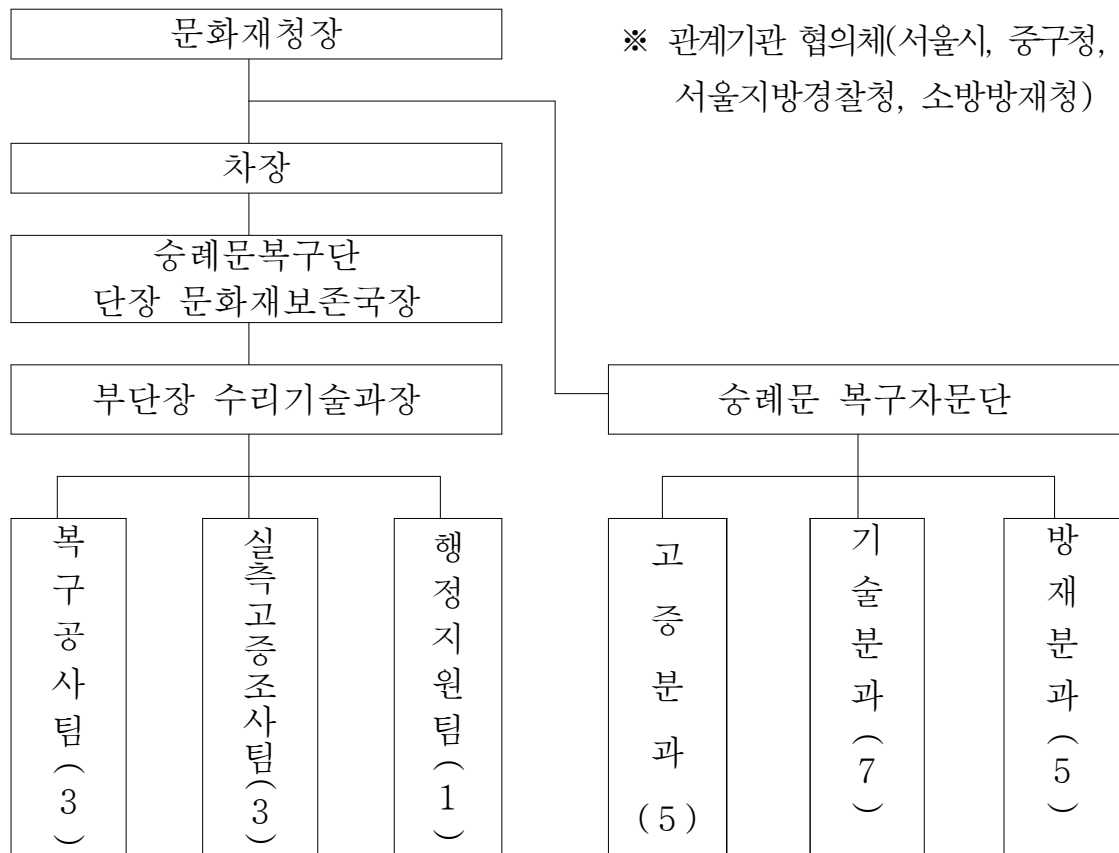 문화재청장
※ 관계기관 협의체(서울시, 중구청,
서울지방경찰청, 소방방재청)
차장
숭례문복구단
단장 문화재보존국장
부단장 수리기술과장
숭례문 복구자문단
복구공사팀(3)
실측고증조사팀(3)
행정지원팀(1)
고증분과(5)
기술분과(7)
방재분과(5)